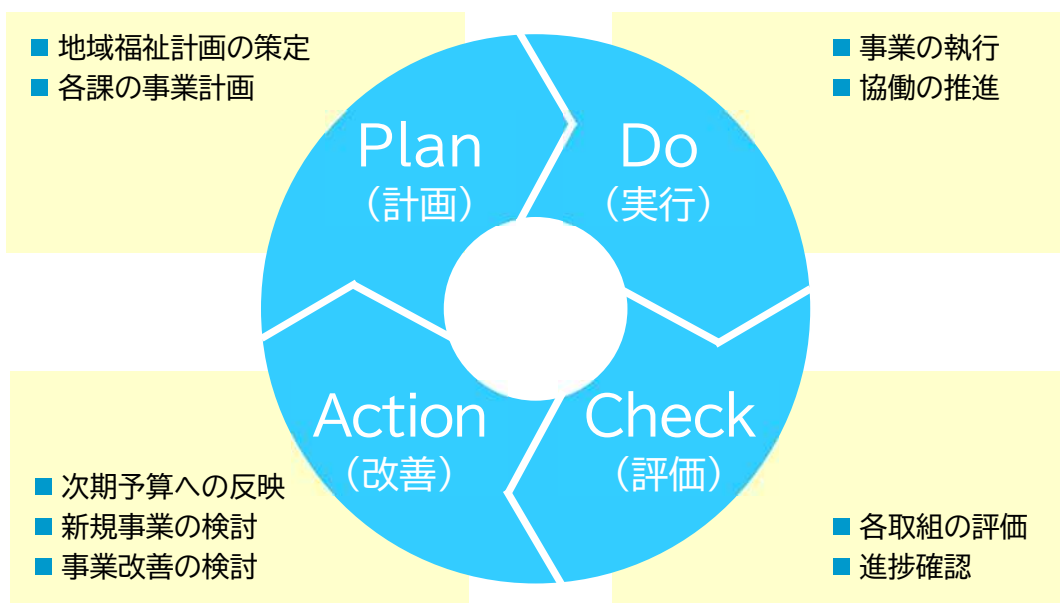 ■ 地域福祉計画の策定
■ 各課の事業計画
Plan
（計画）
■ 事業の執行
■ 協働の推進
Do
（実行）
Check
（評価）
■ 各取組の評価
■ 進捗確認
Action
（改善）
■ 次期予算への反映
■ 新規事業の検討
■ 事業改善の検討